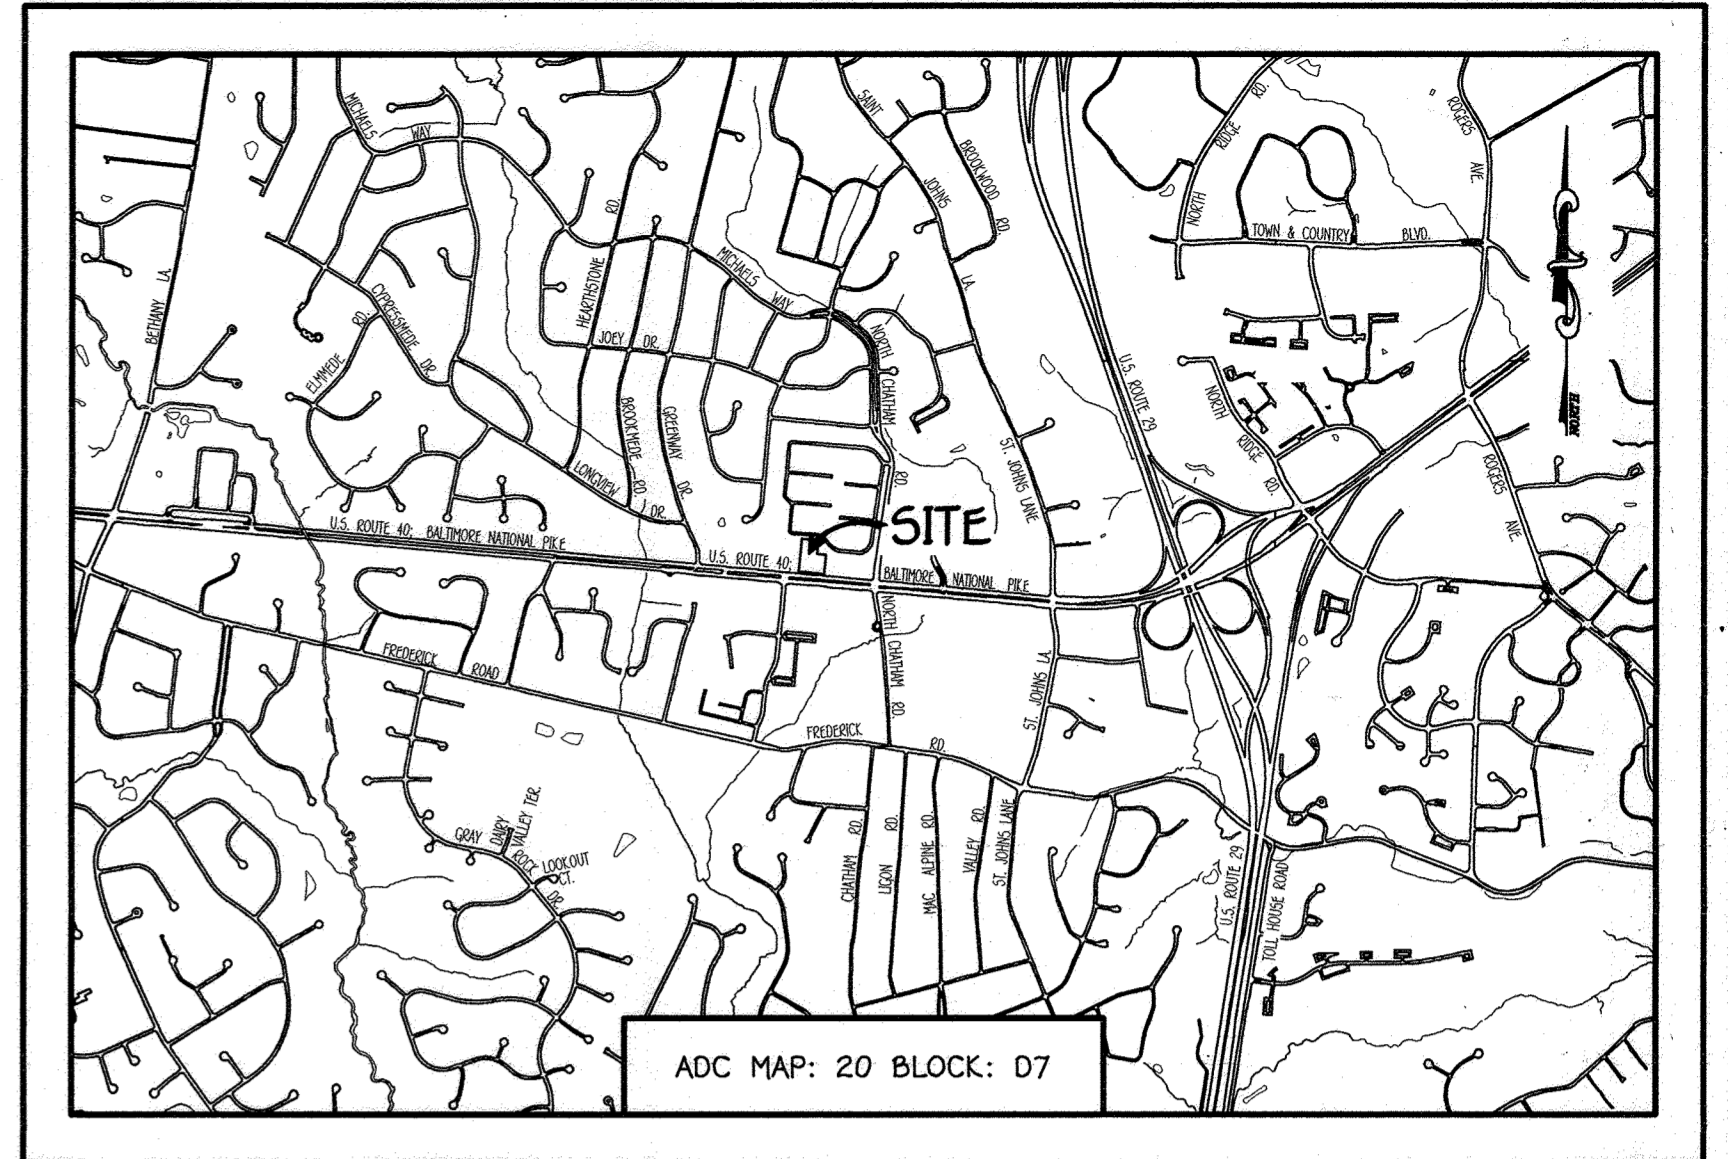 MICHAELS
WAY
SAINT
JOHNS
LA.
BROOKWOOD
RD.
NORTH
RIDGE
RD.
ROGERS
AVE.
TOWN & COUNTRY
BLVD.
BETHANY
LA.
RD.
HEARTHSTONE
MICHAELS
WAY
CYPRESSMEDE
DR.
ELMMEDE
RD.
JOEY
DR.
NORTH
CHATHAM
RD.
U.S. ROUTE 29
NORTH
RIDGE
RD.
NORTH
BROOKMEDE
RD.
GREENWAY
DR.
LONGVIEW
DR.
ST. JOHNS LANE
ROGERS
AVE.
SITE
U.S. ROUTE 40; BALTIMORE NATIONAL PIKE
U.S. ROUTE 40;
BALTIMORE NATIONAL PIKE
NORTH
CHATHAM
RD.
ST. JOHNS LA.
FREDERICK
ROAD
FREDERICK
RD.
GRAY
ROCK
DR.
DAIRY
VALLEY TER.
LOOKOUT
CT.
CHATHAM
RD.
LIGON
RD.
MAC ALPINE RD.
VALLEY
RD.
ST. JOHNS LANE
U.S. ROUTE 29
TOLL HOUSE ROAD
ADC MAP: 20 BLOCK: D7